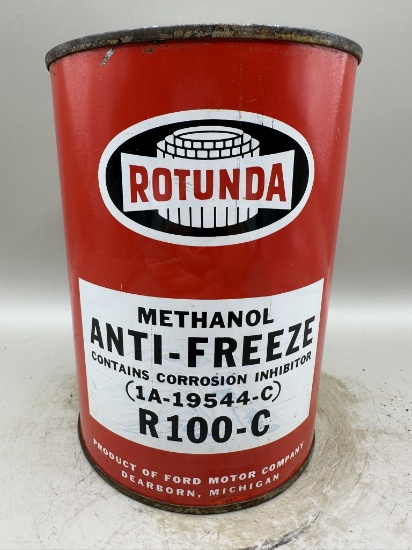 ROTUNDA
METHANOL
ANTI-FREEZE
CONTAINS CORROSION INHIBITOR
(1A-19544-C)
R100-C
PRODUCT OF FORD MOTOR COMPANY
DEARBORN, MICHIGAN